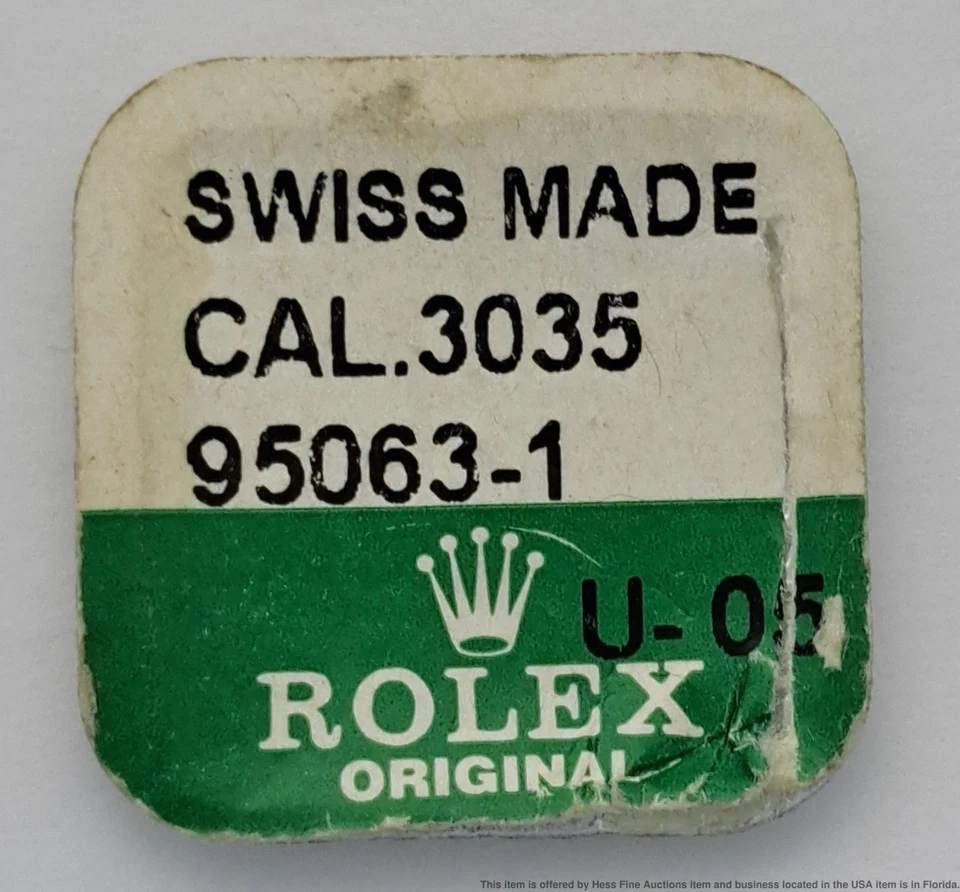 SWISS MADE
CAL.3035
95063-1
U- 05
ROLEX
ORIGINAL
This item is offered by Hess Fine Auctions item and business located in the USA item is in Florida.